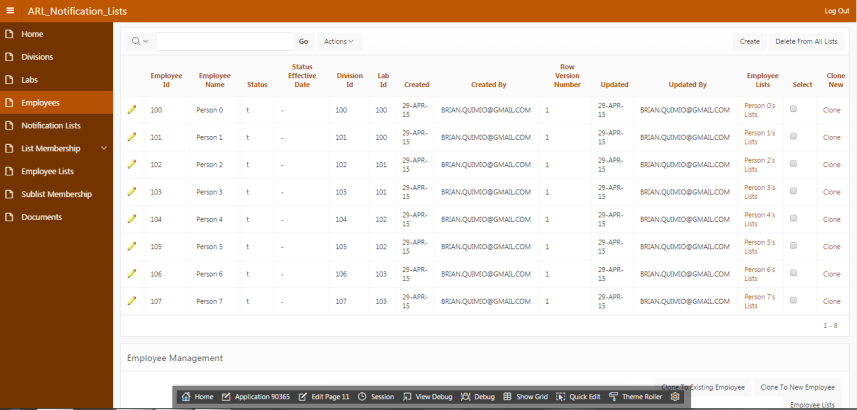 ARL_Notification_Lists
Log Out
Home
Divisions
Labs
Employees
Notification Lists
List Membership
Employee Lists
Sublist Membership
Documents
Go Actions Create Delete From All Lists
Employee Id Employee Name Status Status Effective Date Division Id Lab Id Created Created By Row Version Number Updated Updated By Employee Lists Select Clone New
100 Person 0 t - 100 100 29-APR-15 BRIAN.QUIMIO@GMAIL.COM 1 29-APR-15 BRIAN.QUIMIO@GMAIL.COM Person 0's Lists Clone
101 Person 1 t - 100 100 29-APR-15 BRIAN.QUIMIO@GMAIL.COM 1 29-APR-15 BRIAN.QUIMIO@GMAIL.COM Person 1's Lists Clone
102 Person 2 t - 102 101 29-APR-15 BRIAN.QUIMIO@GMAIL.COM 1 29-APR-15 BRIAN.QUIMIO@GMAIL.COM Person 2's Lists Clone
103 Person 3 t - 103 101 29-APR-15 BRIAN.QUIMIO@GMAIL.COM 1 29-APR-15 BRIAN.QUIMIO@GMAIL.COM Person 3's Lists Clone
104 Person 4 t - 104 102 29-APR-15 BRIAN.QUIMIO@GMAIL.COM 1 29-APR-15 BRIAN.QUIMIO@GMAIL.COM Person 4's Lists Clone
105 Person 5 t - 105 102 29-APR-15 BRIAN.QUIMIO@GMAIL.COM 1 29-APR-15 BRIAN.QUIMIO@GMAIL.COM Person 5's Lists Clone
106 Person 6 t - 106 103 29-APR-15 BRIAN.QUIMIO@GMAIL.COM 1 29-APR-15 BRIAN.QUIMIO@GMAIL.COM Person 6's Lists Clone
107 Person 7 t - 107 103 29-APR-15 BRIAN.QUIMIO@GMAIL.COM 1 29-APR-15 BRIAN.QUIMIO@GMAIL.COM Person 7's Lists Clone
1 - 8
Employee Management
Clone To Existing Employee Clone To New Employee
Home Application 90365 Edit Page 11 Session View Debug Debug Show Grid Quick Edit Theme Roller
Employee Lists